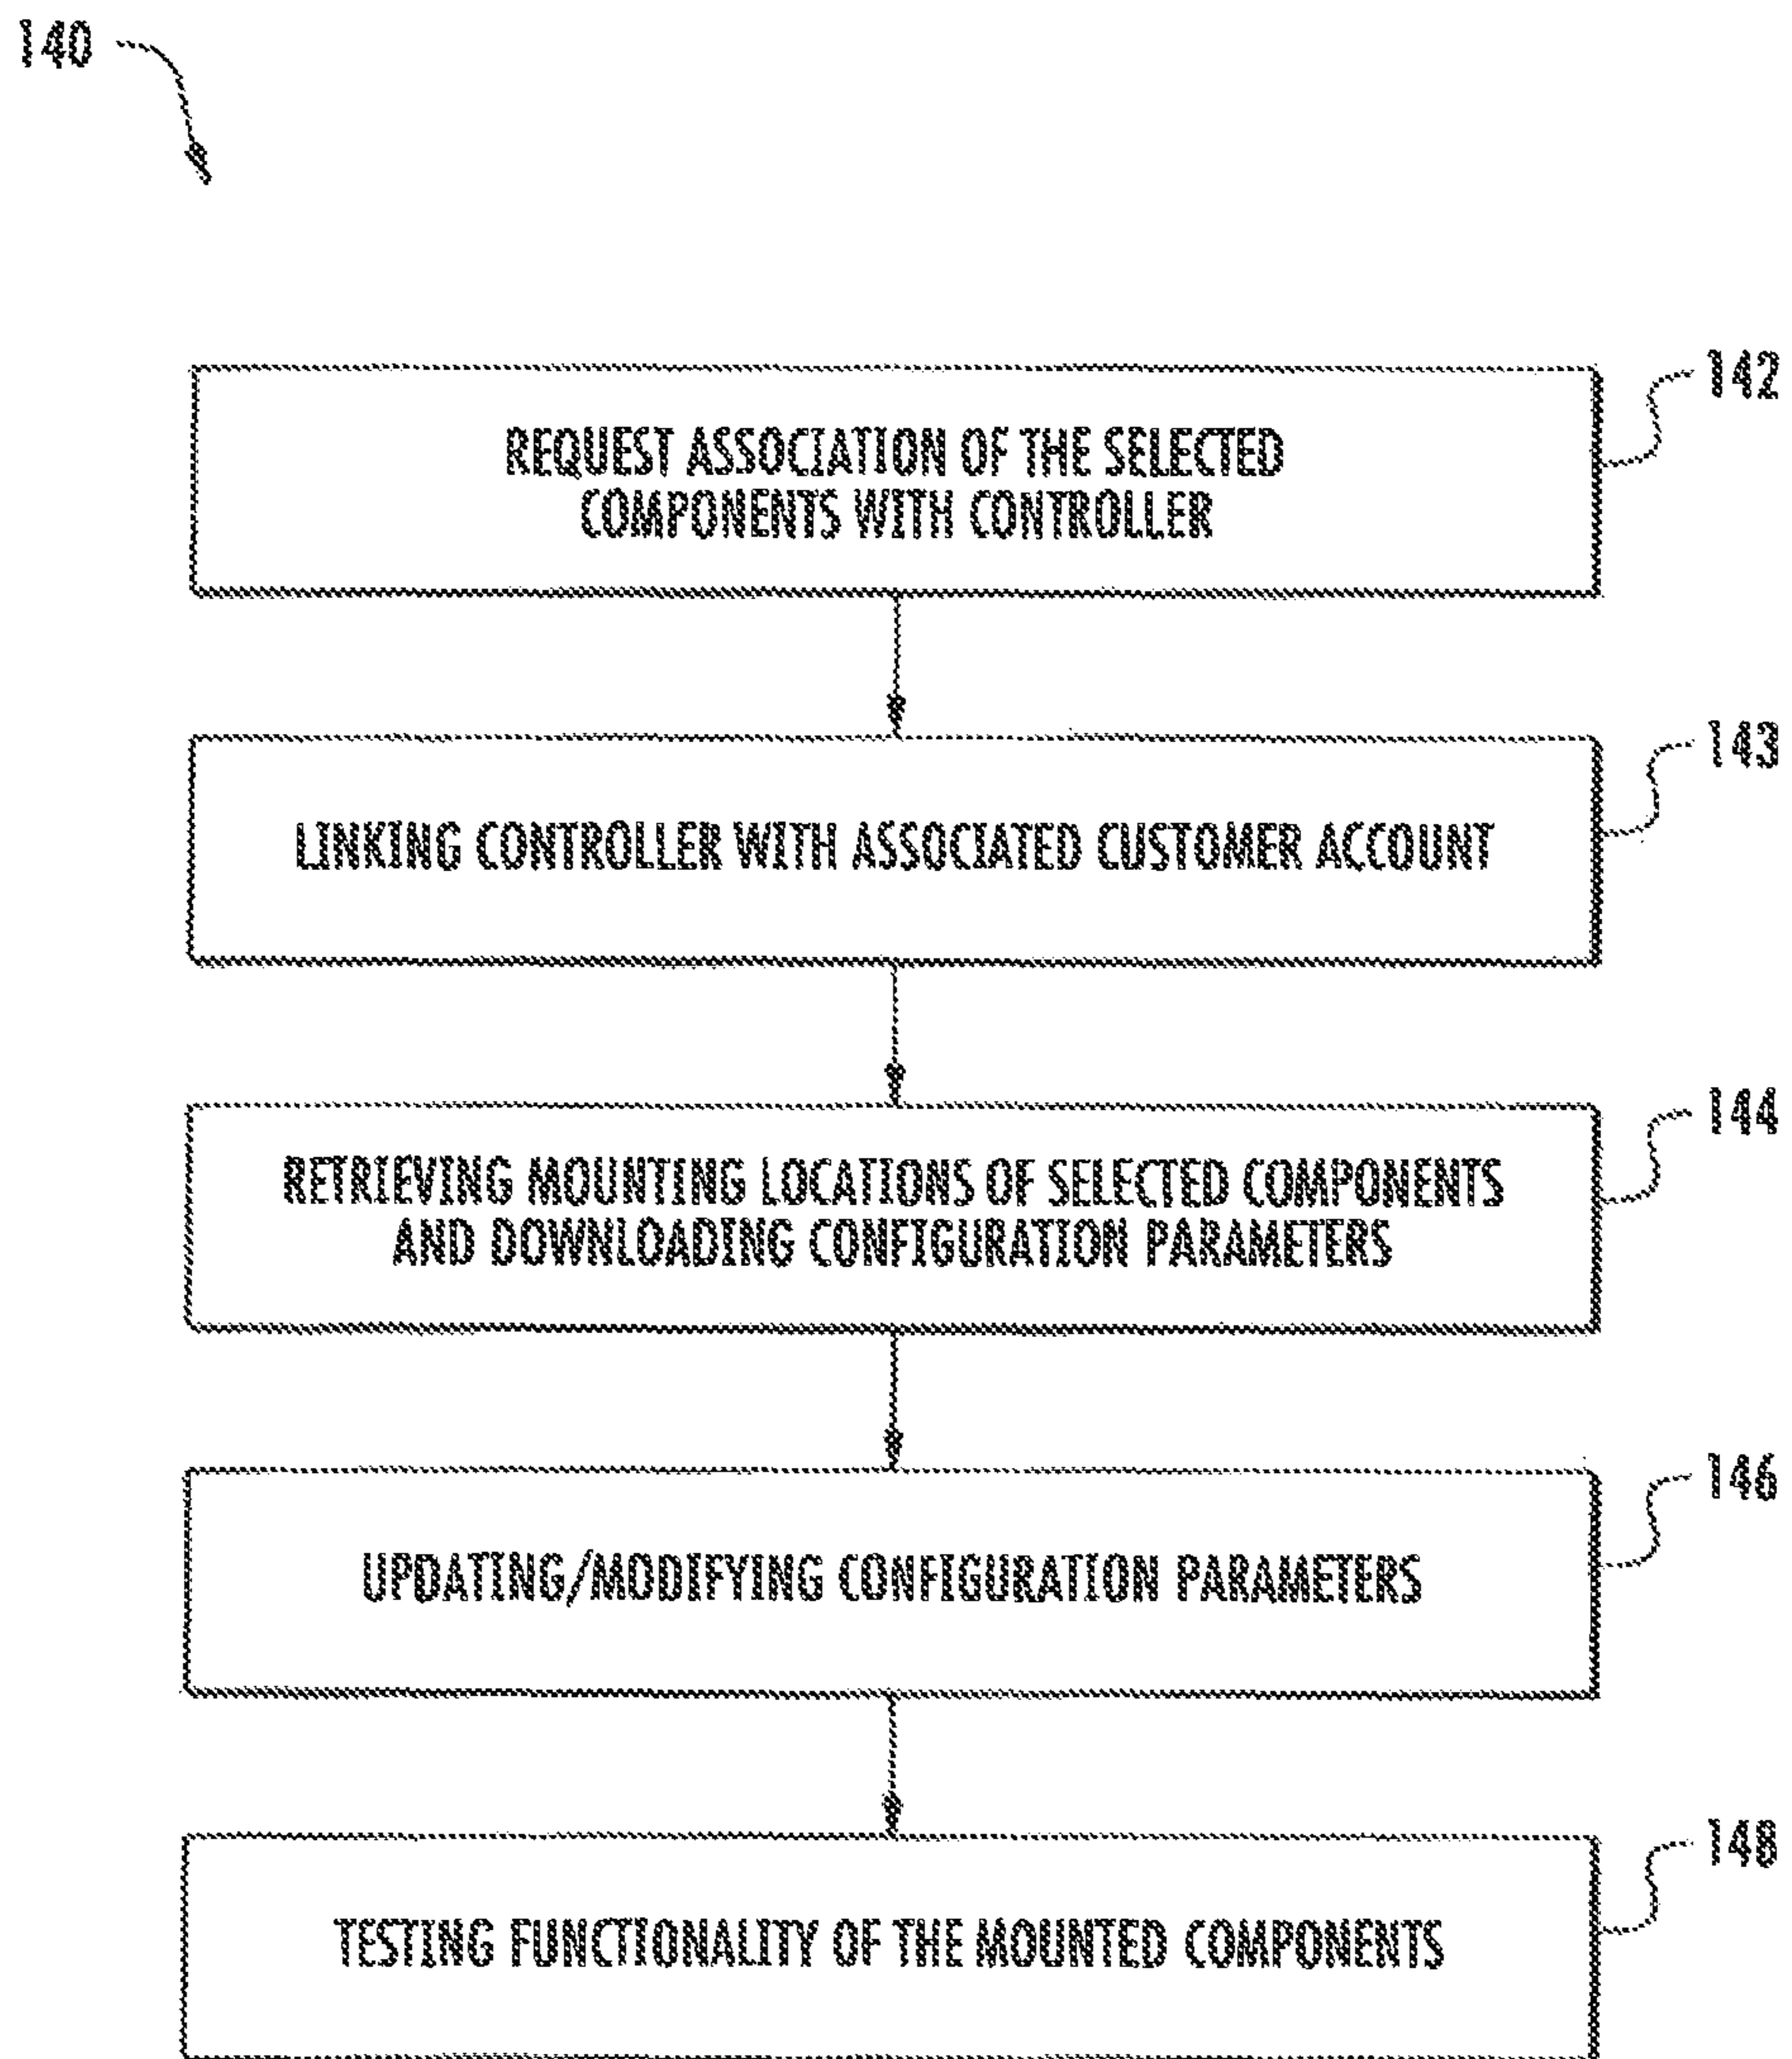 140
142
REQUEST ASSOCIATION OF THE SELECTED
COMPONENTS WITH CONTROLLER
143
LINKING CONTROLLER WITH ASSOCIATED CUSTOMER ACCOUNT
144
RETRIEVING MOUNTING LOCATIONS OF SELECTED COMPONENTS
AND DOWNLOADING CONFIGURATION PARAMETERS
146
UPDATING/MODIFYING CONFIGURATION PARAMETERS
148
TESTING FUNCTIONALITY OF THE MOUNTED COMPONENTS